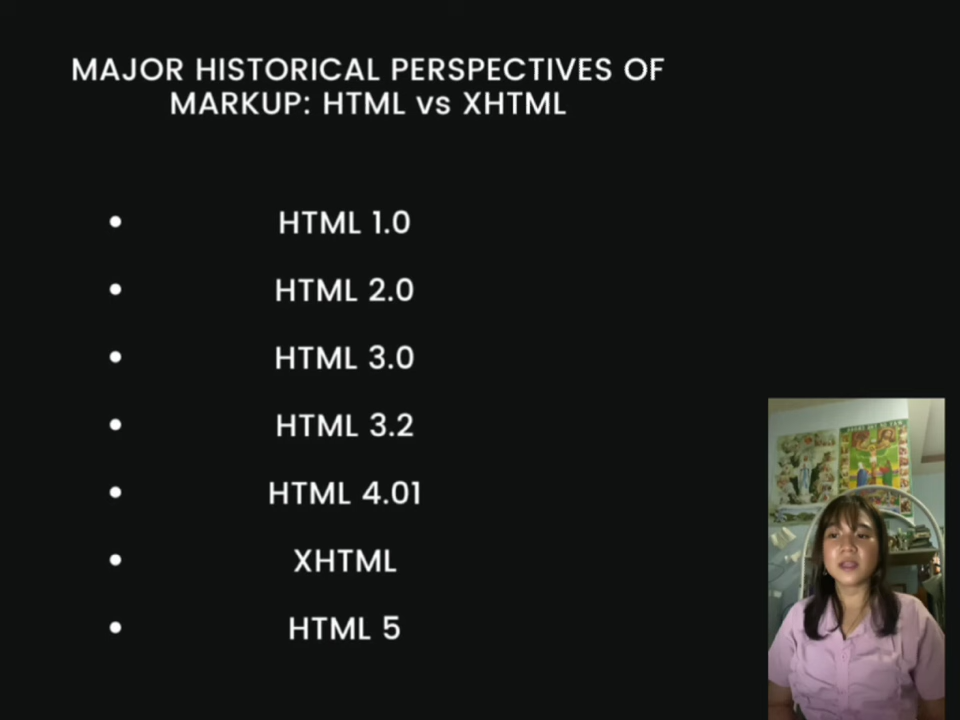 MAJOR HISTORICAL PERSPECTIVES OF
MARKUP: HTML vs XHTML
• HTML 1.0
• HTML 2.0
• HTML 3.0
• HTML 3.2
• HTML 4.01
• XHTML
• HTML 5